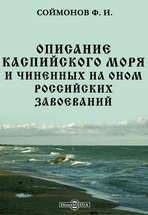 СОЙМОНОВ Ф. И.
ОПИСАНИЕ
КАСПИЙСКОГО МОРЯ
И ЧИНЕННЫХ НА ОНОМ
РОССИЙСКИХ
ЗАВОЕВАНИЙ